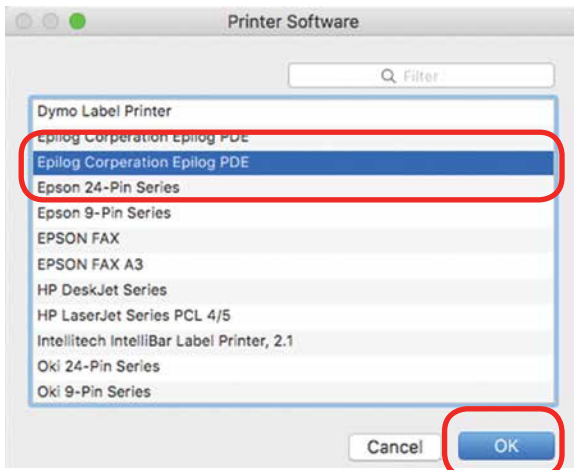 Printer Software
Filter
Dymo Label Printer
Epilog Corperation Epilog PDE
Epilog Corperation Epilog PDE
Epson 24-Pin Series
Epson 9-Pin Series
EPSON FAX
EPSON FAX A3
HP DeskJet Series
HP LaserJet Series PCL 4/5
Intellitech IntelliBar Label Printer, 2.1
Oki 24-Pin Series
Oki 9-Pin Series
Cancel OK